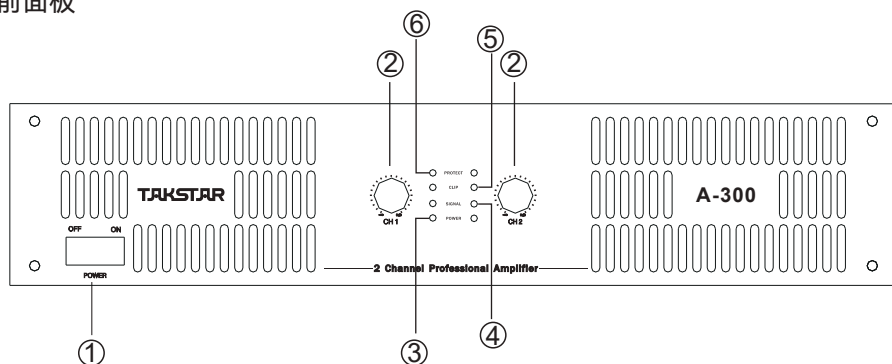 前面板
⑥
⑤
②
②
PROTECT
CLIP
TAKSTAR
A-300
SIGNAL
POWER
CH 1
CH 2
OFF ON
2 Channel Professional Amplifier
POWER
④
③
①